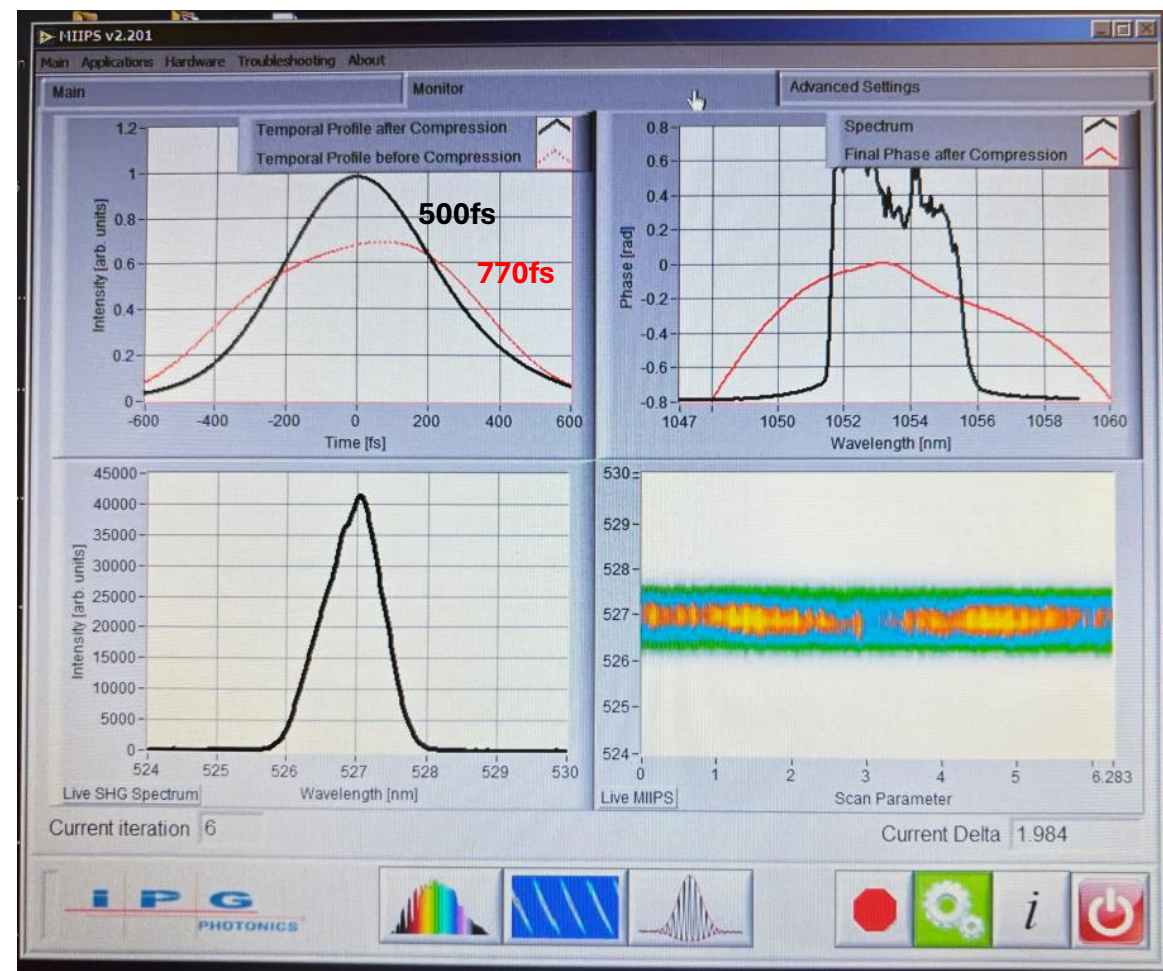 MIIPS v2.201
Main Applications Hardware Troubleshooting About
Main Monitor Advanced Settings
Temporal Profile after Compression
Temporal Profile before Compression
1.2
1
0.8
0.6
0.4
0.2
0
Intensity [arb. units]
500fs
770fs
-600 -400 -200 0 200 400 600
Time [fs]
Spectrum
Final Phase after Compression
0.8
0.6
0.4
0.2
0
-0.2
-0.4
-0.6
-0.8
Phase [rad]
1047 1050 1052 1054 1056 1058 1060
Wavelength [nm]
45000
40000
35000
30000
25000
20000
15000
10000
5000
0
Intensity [arb. units]
524 525 526 527 528 529 530
Live SHG Spectrum Wavelength [nm]
530
529
528
527
526
525
524
0 1 2 3 4 5 6.283
Live MIIPS Scan Parameter
Current iteration 6
Current Delta 1.984
IPG
PHOTONICS
i